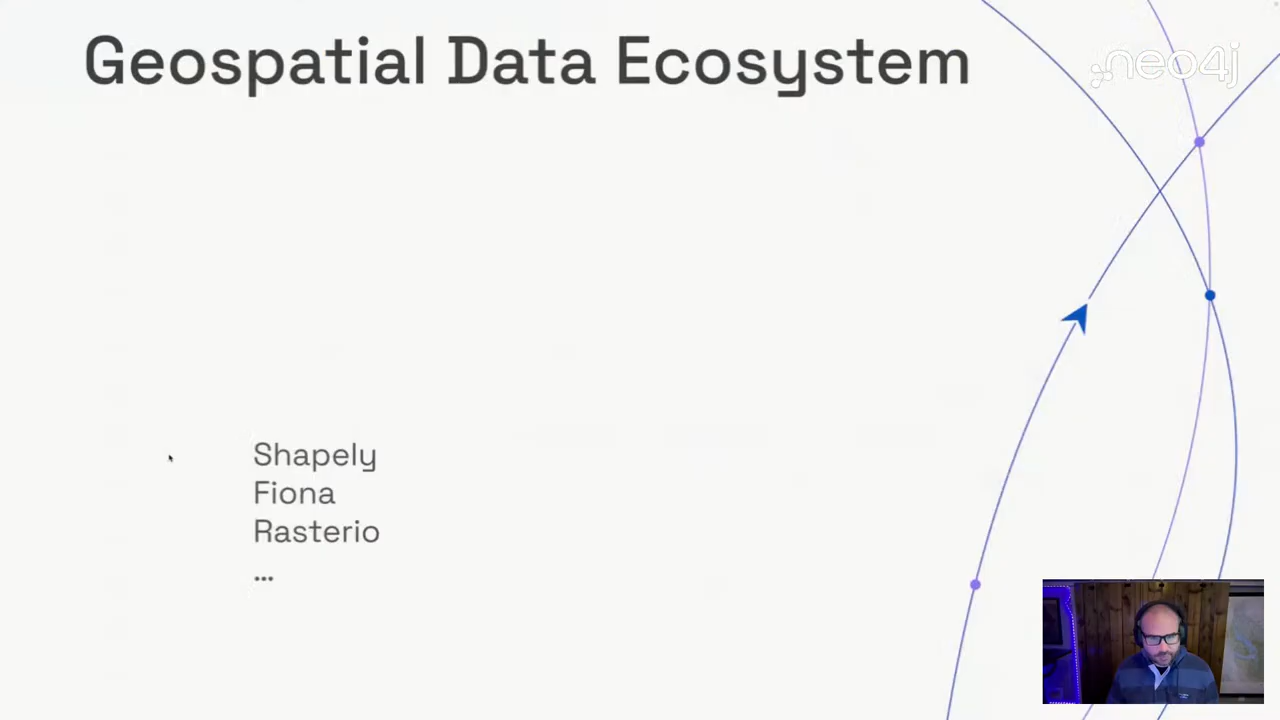 Geospatial Data Ecosystem
neo4j
Shapely
Fiona
Rasterio
...